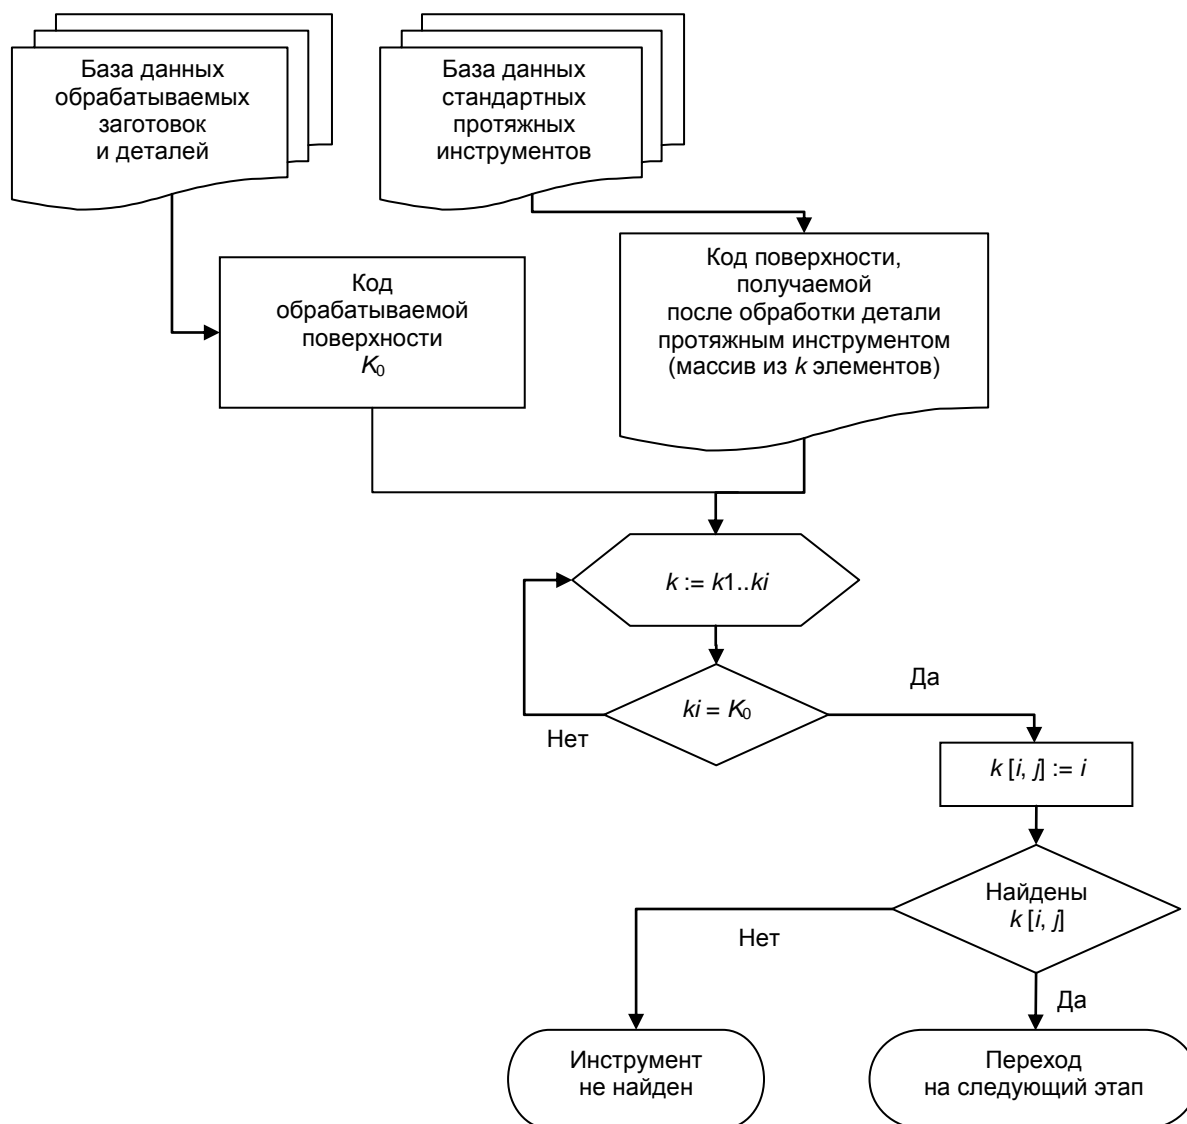 База данных
обрабатываемых
заготовок
и деталей
База данных
стандартных
протяжных
инструментов
Код
обрабатываемой
поверхности
K₀
Код поверхности,
получаемой
после обработки детали
протяжным инструментом
(массив из k элементов)
k := k1..ki
ki = K₀
Да
Нет
k [i, j] := i
Найдены
k [i, j]
Нет
Да
Инструмент
не найден
Переход
на следующий этап